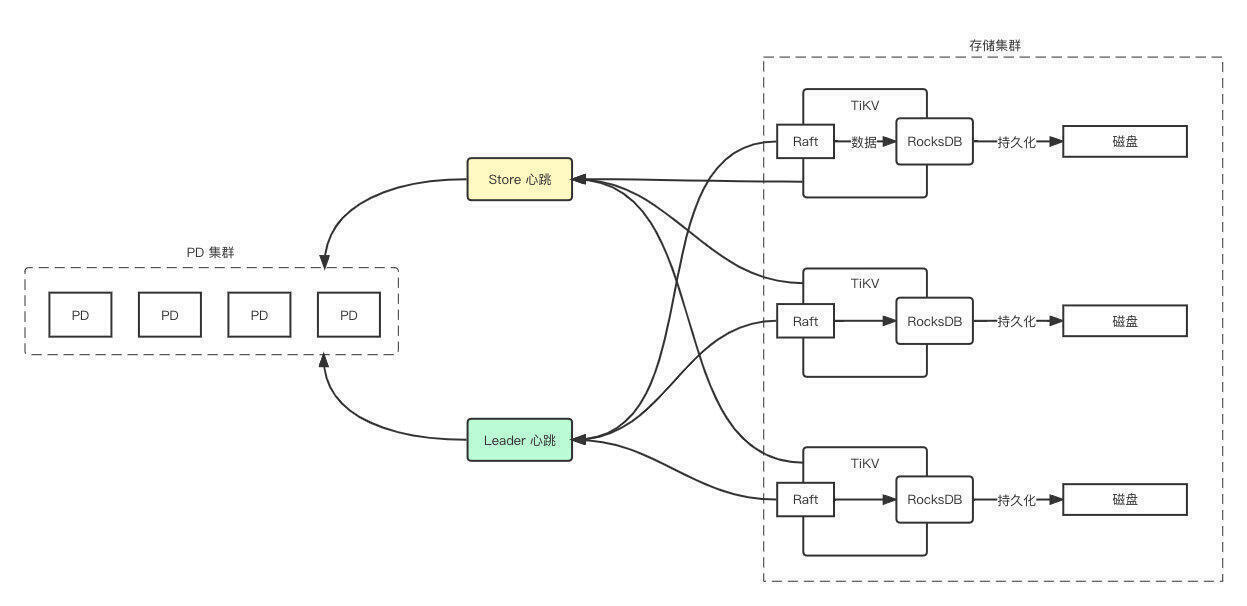 存储集群
TiKV
Raft
数据
RocksDB
持久化
磁盘
Store 心跳
PD 集群
PD
PD
PD
PD
TiKV
Raft
RocksDB
持久化
磁盘
Leader 心跳
TiKV
Raft
RocksDB
持久化
磁盘